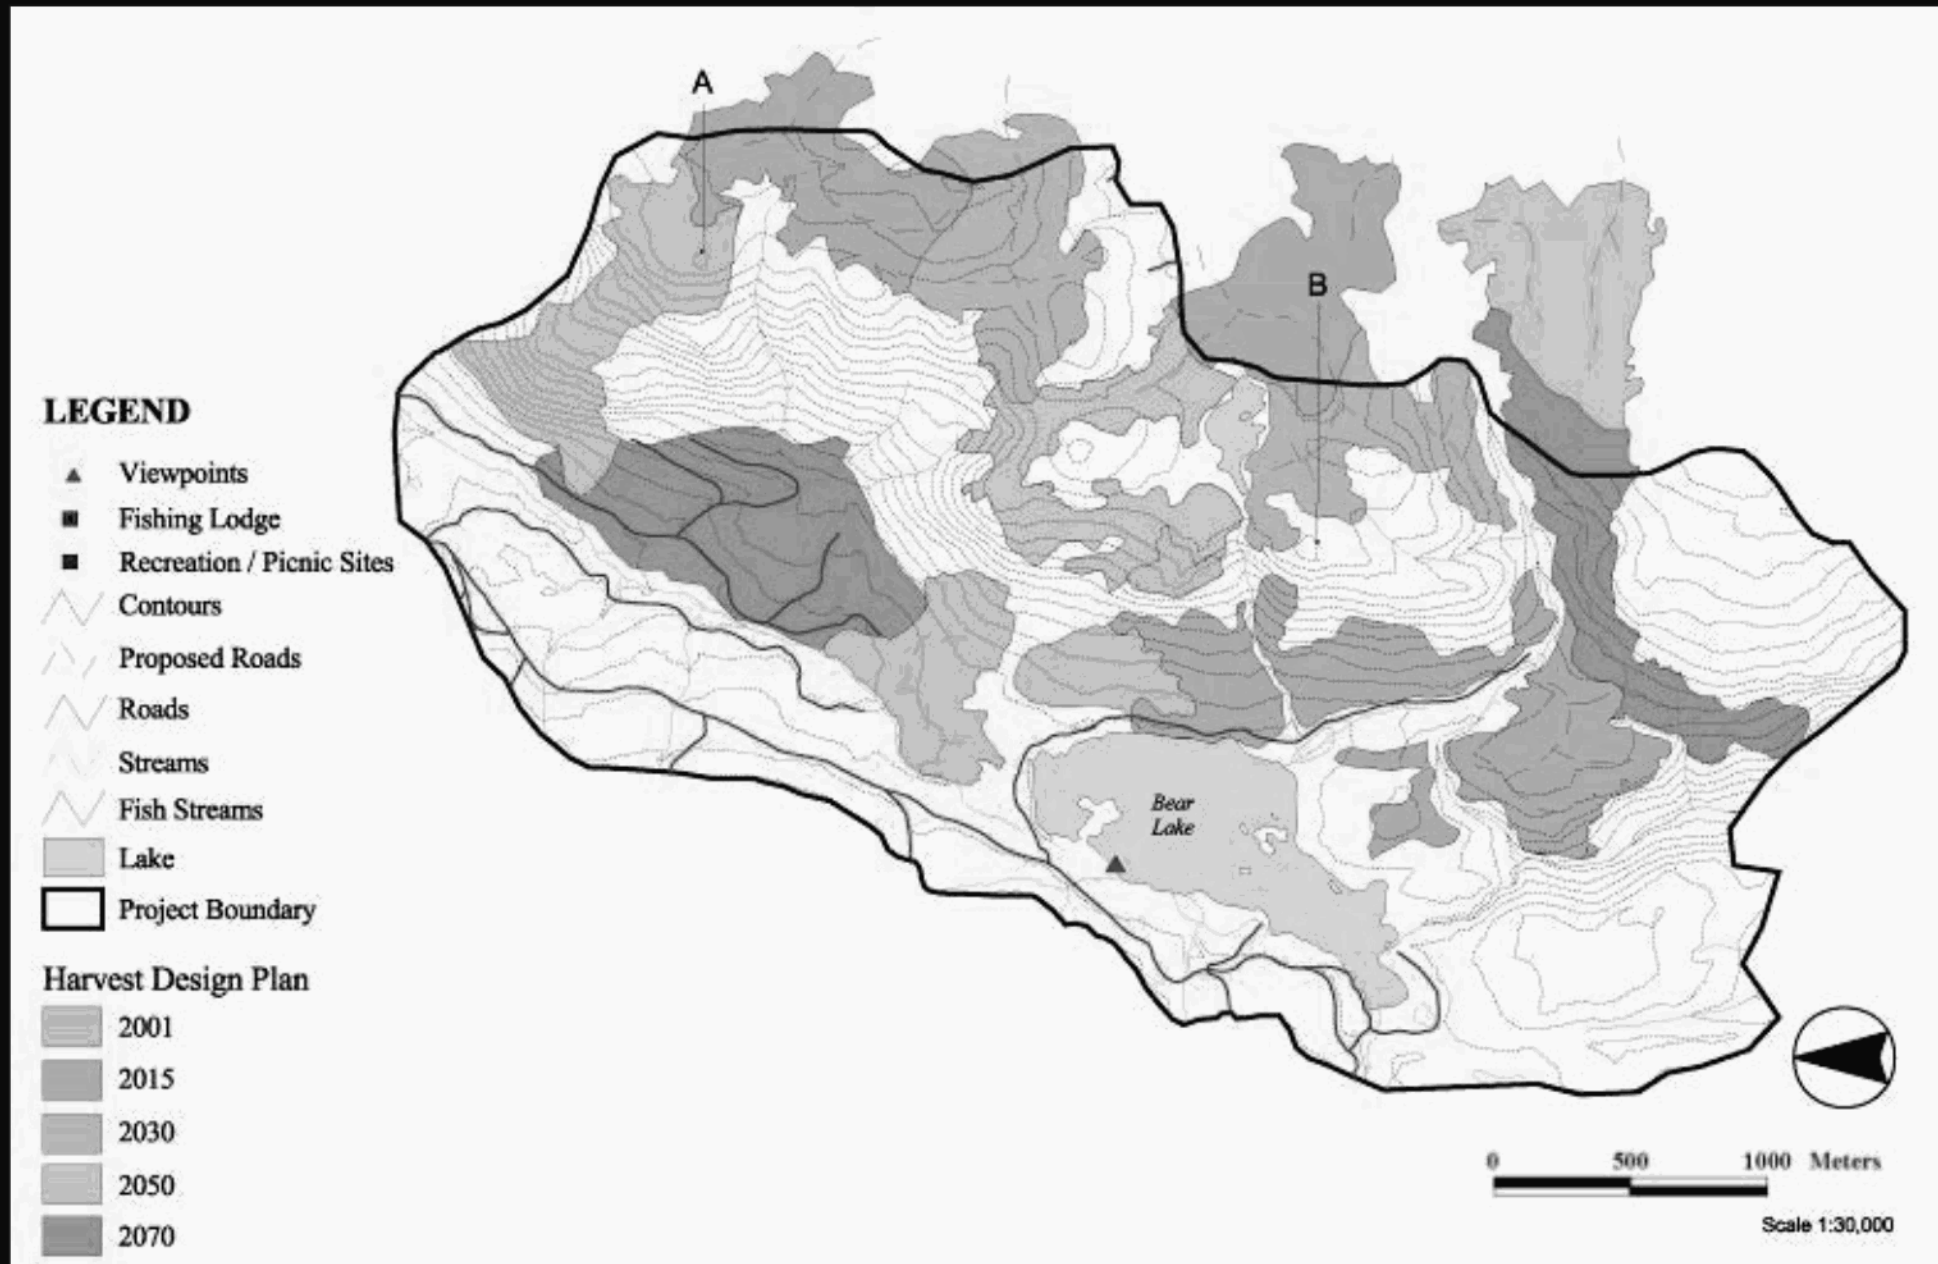 A
B
LEGEND
Viewpoints
Fishing Lodge
Recreation / Picnic Sites
Contours
Proposed Roads
Roads
Streams
Fish Streams
Lake
Project Boundary
Harvest Design Plan
2001
2015
2030
2050
2070
Bear
Lake
0 500 1000 Meters
Scale 1:30,000